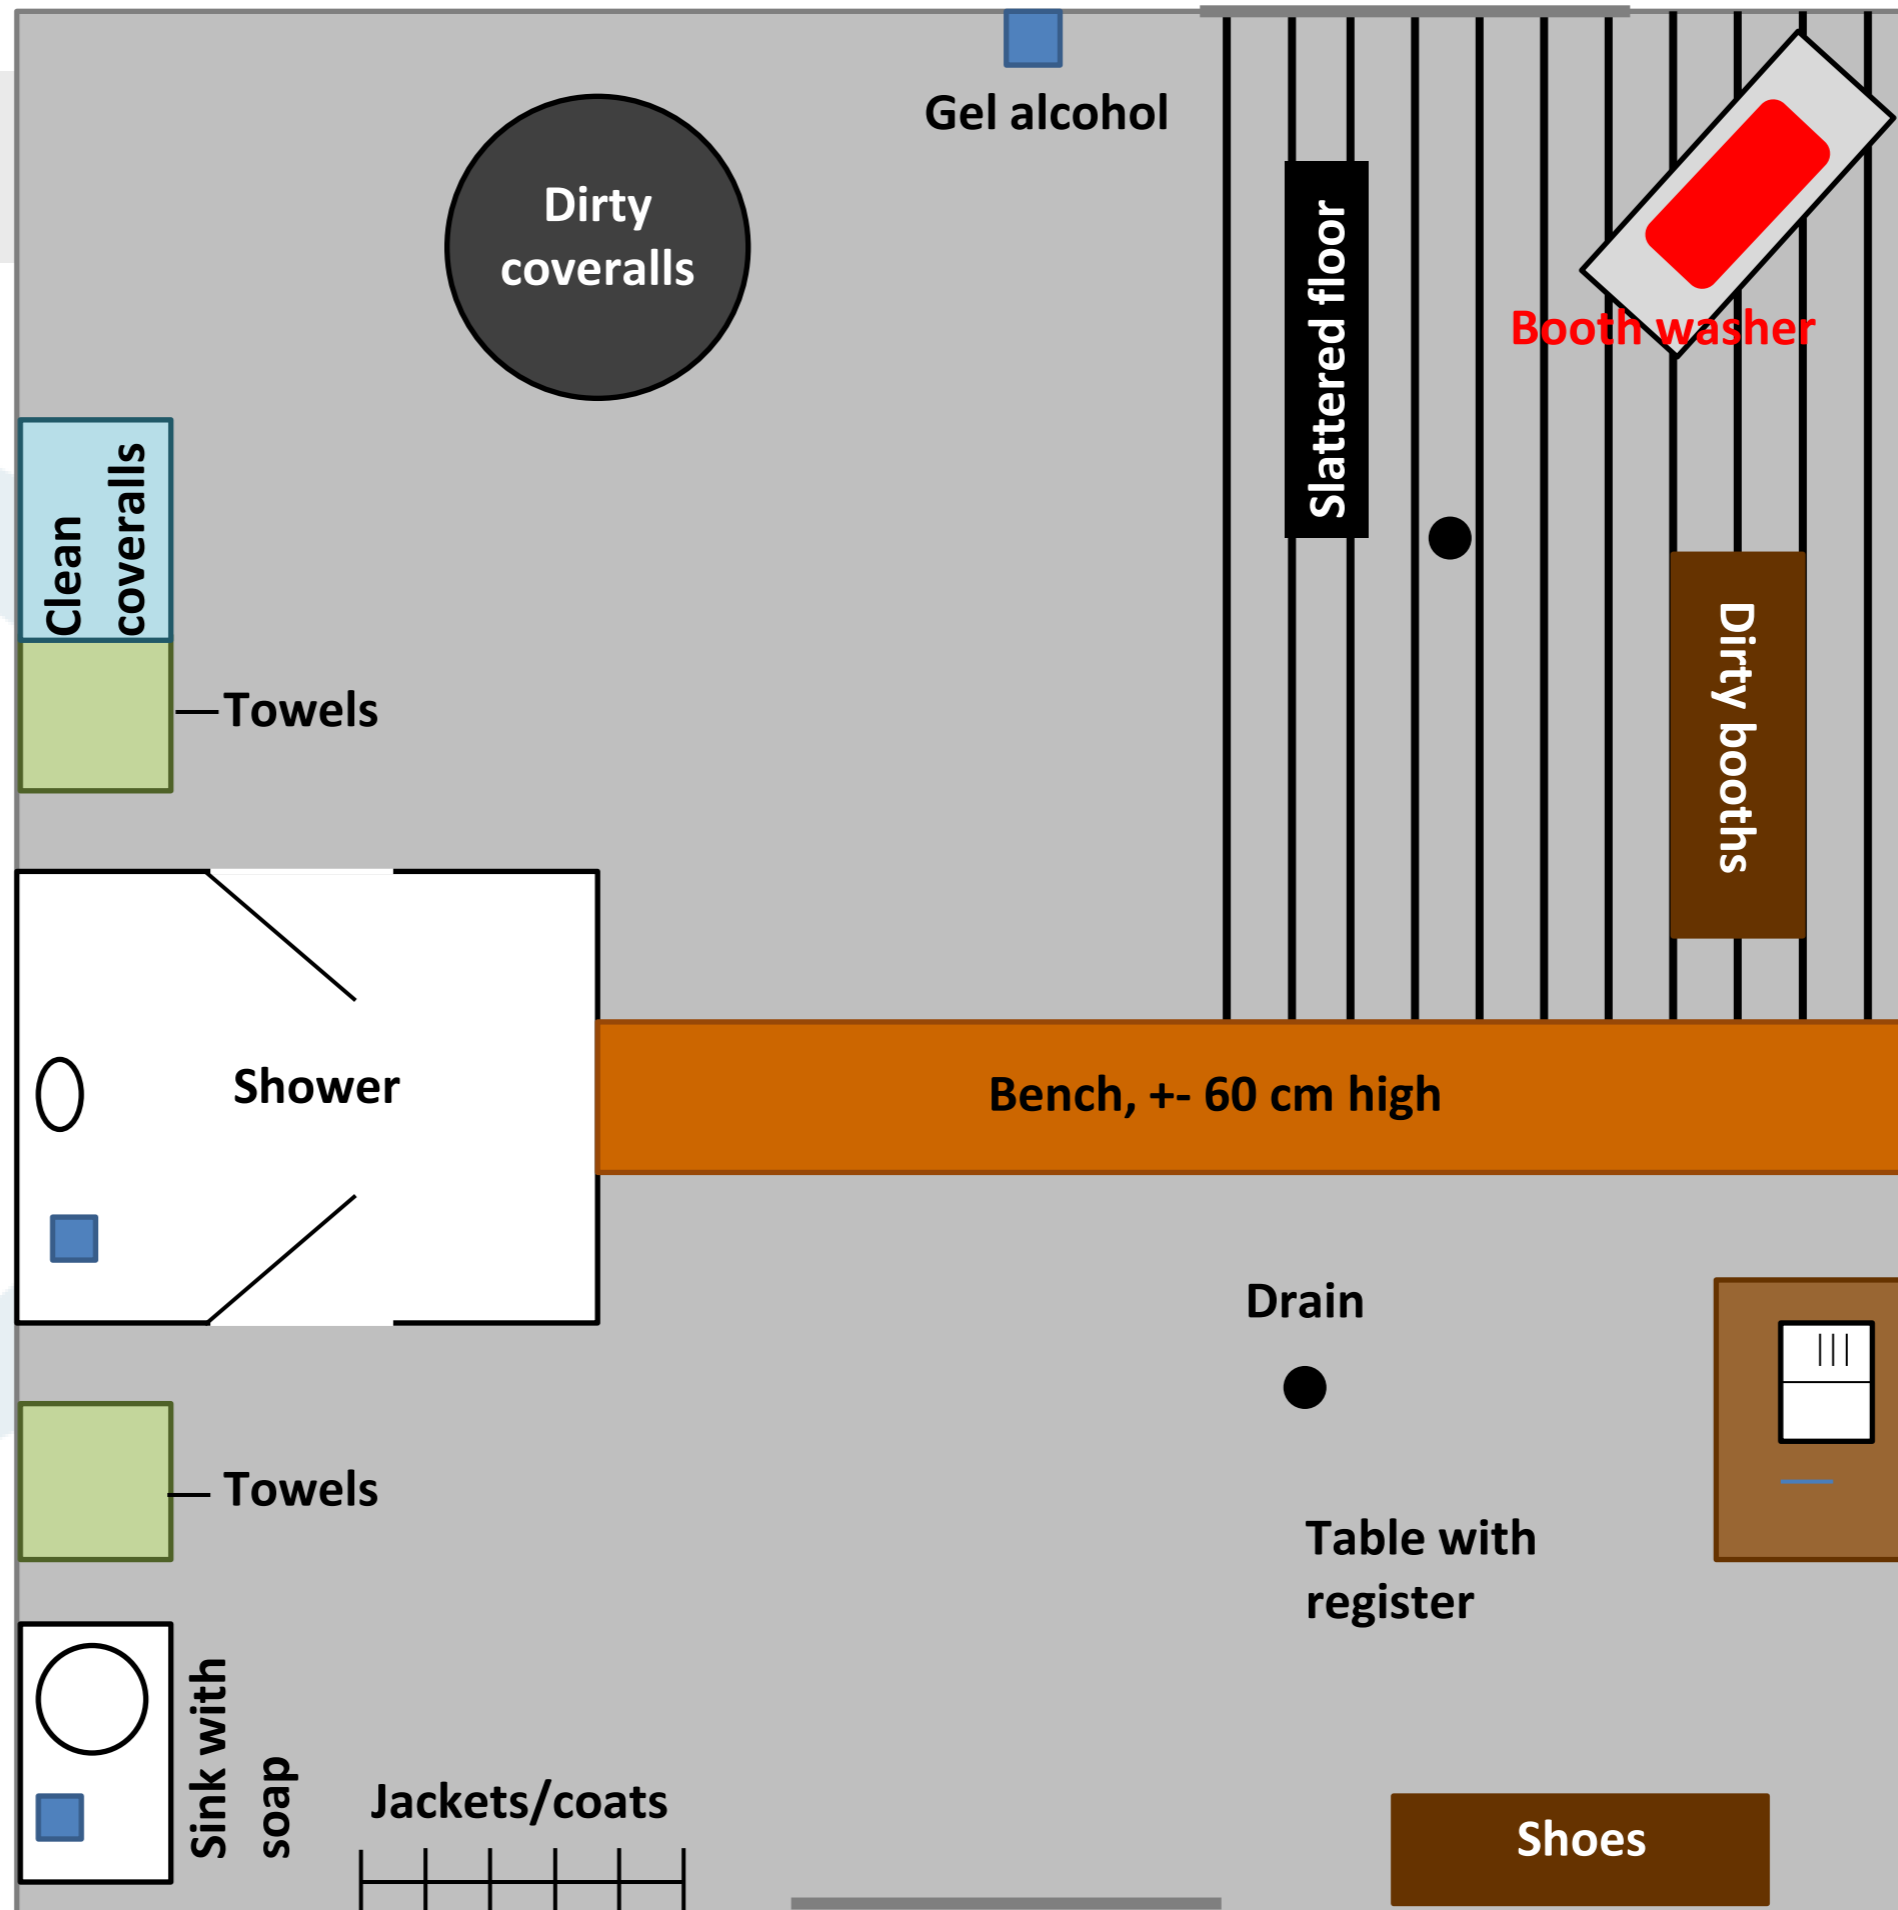 Gel alcohol
Dirty
coveralls
Slattered floor
Booth washer
Clean
coveralls
Towels
Dirty booths
Shower
Bench, +- 60 cm high
Drain
Towels
Table with
register
Sink with
soap
Jackets/coats
Shoes